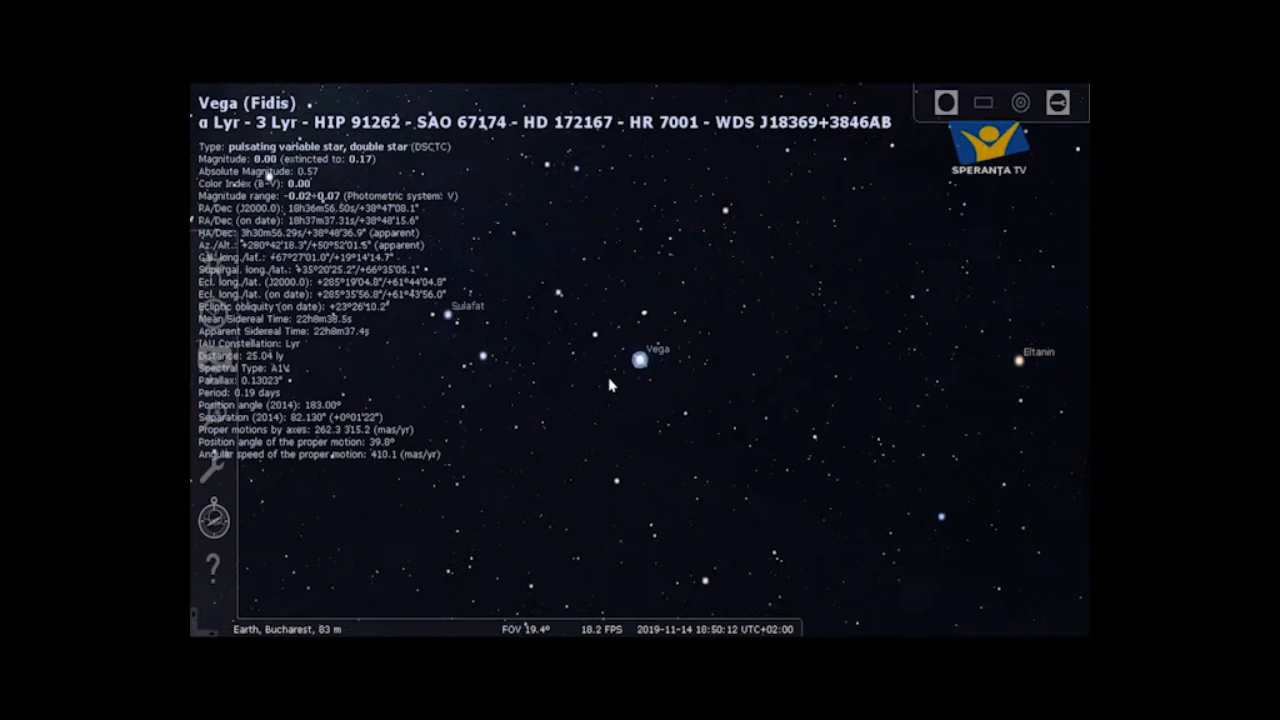 Vega (Fidis)
α Lyr - 3 Lyr - HIP 91262 - SAO 67174 - HD 172167 - HR 7001 - WDS J18369+3846AB
Type: pulsating variable star, double star (DSCTC)
Magnitude: 0.00 (extincted to: 0.17)
Absolute Magnitude: 0.57
Color Index (B-V): 0.00
Magnitude range: -0.02÷0.07 (Photometric system: V)
RA/Dec (J2000.0): 18h36m56.50s/+38°47'08.1"
RA/Dec (on date): 18h37m37.31s/+38°48'15.6"
HA/Dec: 3h30m56.29s/+38°48'36.9" (apparent)
Az./Alt.: +280°42'18.3"/+50°52'01.5" (apparent)
Gal. long./lat.: +67°27'01.0"/+19°14'14.7"
Supergal. long./lat.: +35°20'25.2"/+66°35'05.1"
Ecl. long./lat. (J2000.0): +285°19'04.8"/+61°44'04.8"
Ecl. long./lat. (on date): +285°35'56.8"/+61°43'56.0"
Ecliptic obliquity (on date): +23°26'10.2"
Mean Sidereal Time: 22h8m38.5s
Apparent Sidereal Time: 22h8m37.4s
IAU Constellation: Lyr
Distance: 25.04 ly
Spectral Type: A1V
Parallax: 0.13023"
Period: 0.19 days
Position angle (2014): 183.00°
Separation (2014): 82.130" (+0°01'22")
Proper motions by axes: 262.3 315.2 (mas/yr)
Position angle of the proper motion: 39.8°
Angular speed of the proper motion: 410.1 (mas/yr)
SPERANȚA TV
Sulafat
Vega
Eltanin
?
Earth, Bucharest, 83 m
FOV 19.4°
18.2 FPS
2019-11-14 18:50:12 UTC+02:00